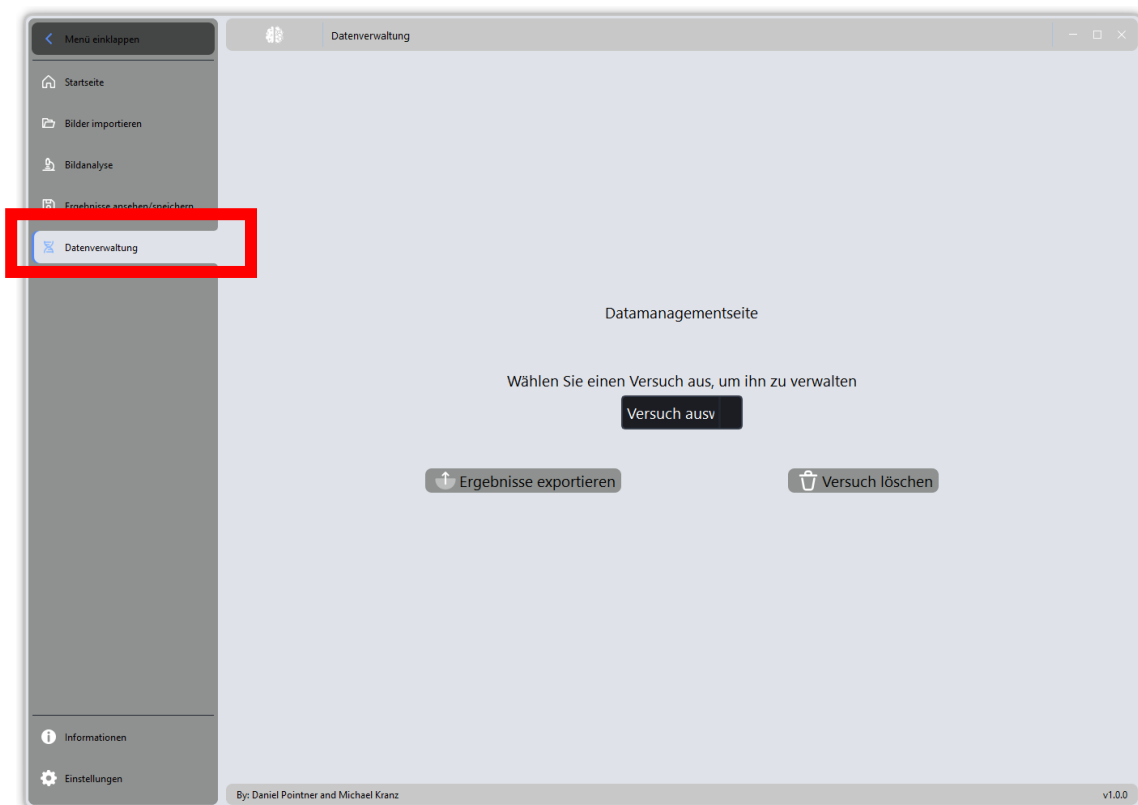 Menü einklappen
Datenverwaltung
Startseite
Bilder importieren
Bildanalyse
Ergebnisse ansehen/speichern
Datenverwaltung
Datamanagementseite
Wählen Sie einen Versuch aus, um ihn zu verwalten
Versuch ausv
Ergebnisse exportieren
Versuch löschen
Informationen
Einstellungen
By: Daniel Pointner and Michael Kranz
v1.0.0